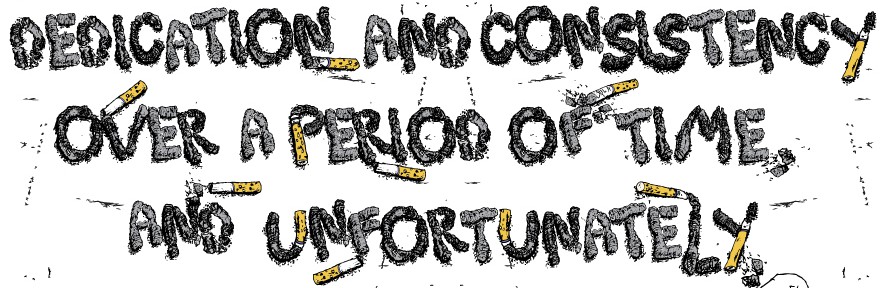 DEDICATION AND CONSISTENCY
OVER A PERIOD OF TIME
AND UNFORTUNATELY